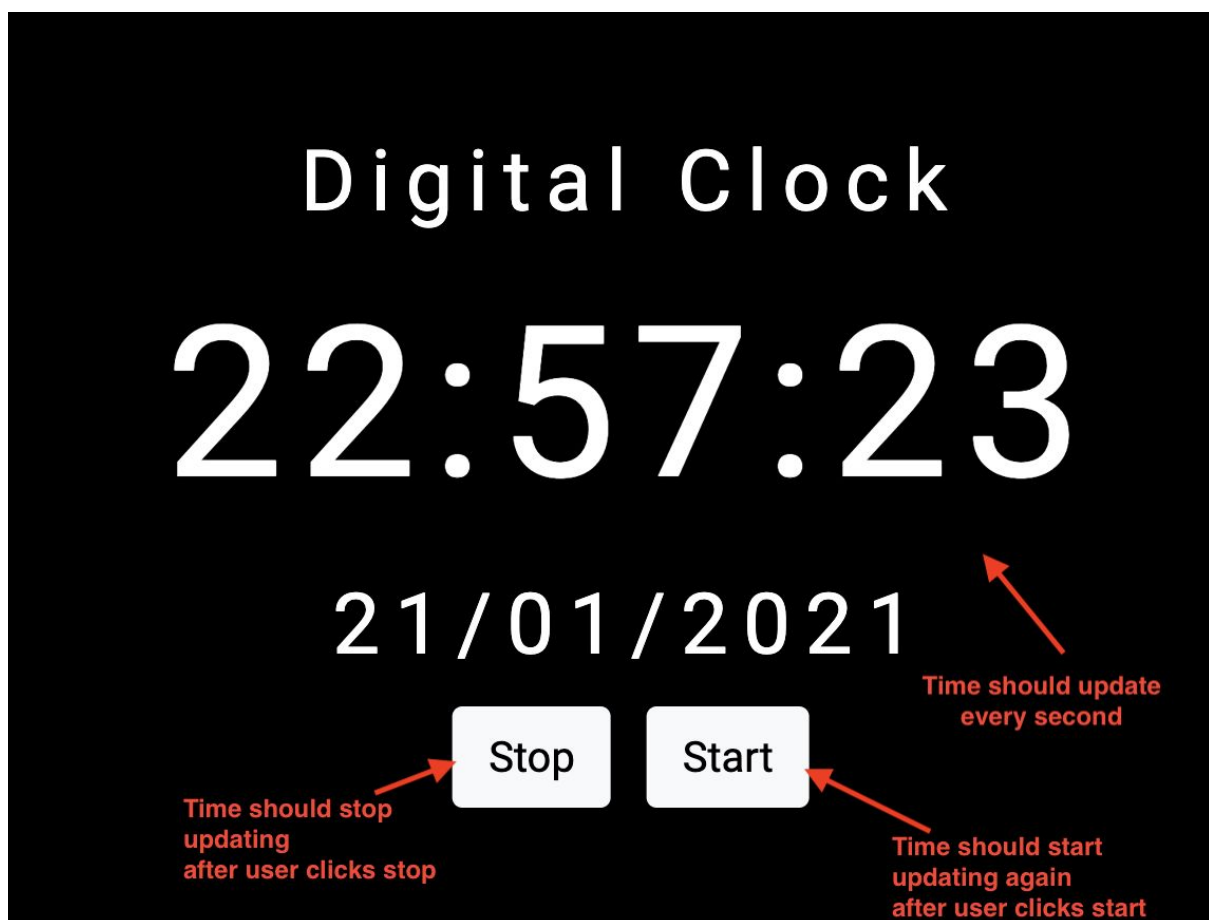 Digital Clock
22:57:23
21/01/2021
Time should update
every second
Stop
Start
Time should stop
updating
after user clicks stop
Time should start
updating again
after user clicks start